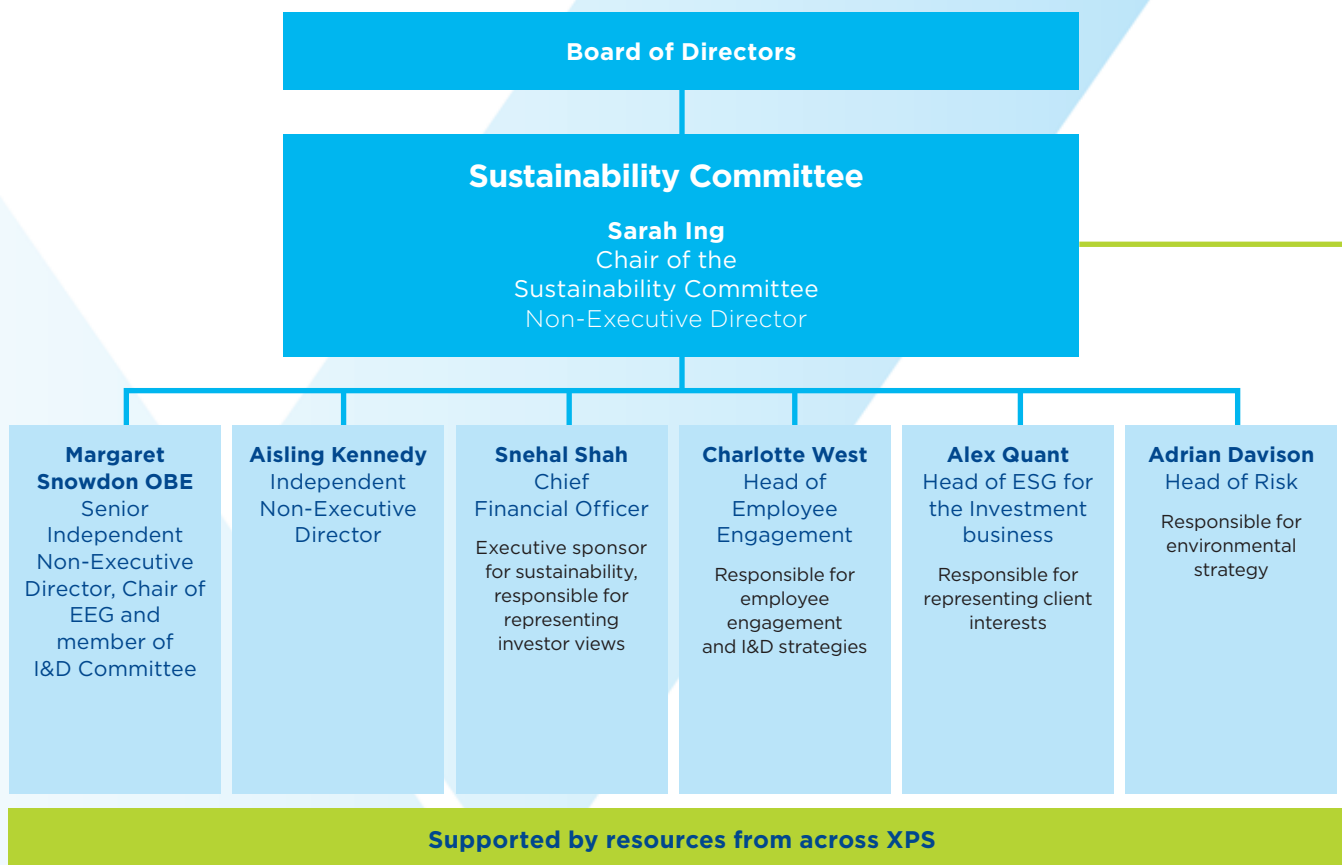 Board of Directors
Sustainability Committee
Sarah Ing
Chair of the
Sustainability Committee
Non-Executive Director
Margaret
Snowdon OBE
Senior
Independent
Non-Executive
Director, Chair of
EEG and
member of
I&D Committee
Aisling Kennedy
Independent
Non-Executive
Director
Snehal Shah
Chief
Financial Officer
Executive sponsor
for sustainability,
responsible for
representing
investor views
Charlotte West
Head of
Employee
Engagement
Responsible for
employee
engagement
and I&D strategies
Alex Quant
Head of ESG for
the Investment
business
Responsible for
representing client
interests
Adrian Davison
Head of Risk
Responsible for
environmental
strategy
Supported by resources from across XPS